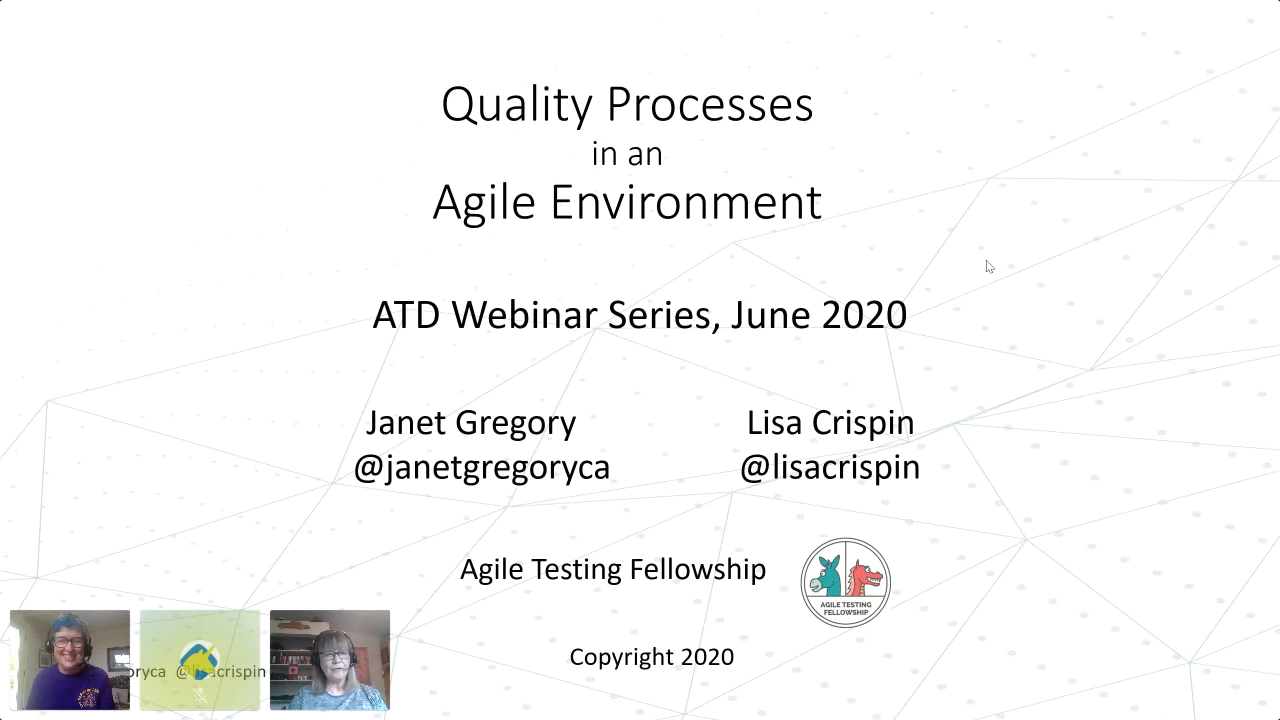 Quality Processes
in an
Agile Environment
ATD Webinar Series, June 2020
Janet Gregory
@janetgregoryca
Lisa Crispin
@lisacrispin
Agile Testing Fellowship
AGILE TESTING
FELLOWSHIP
Copyright 2020